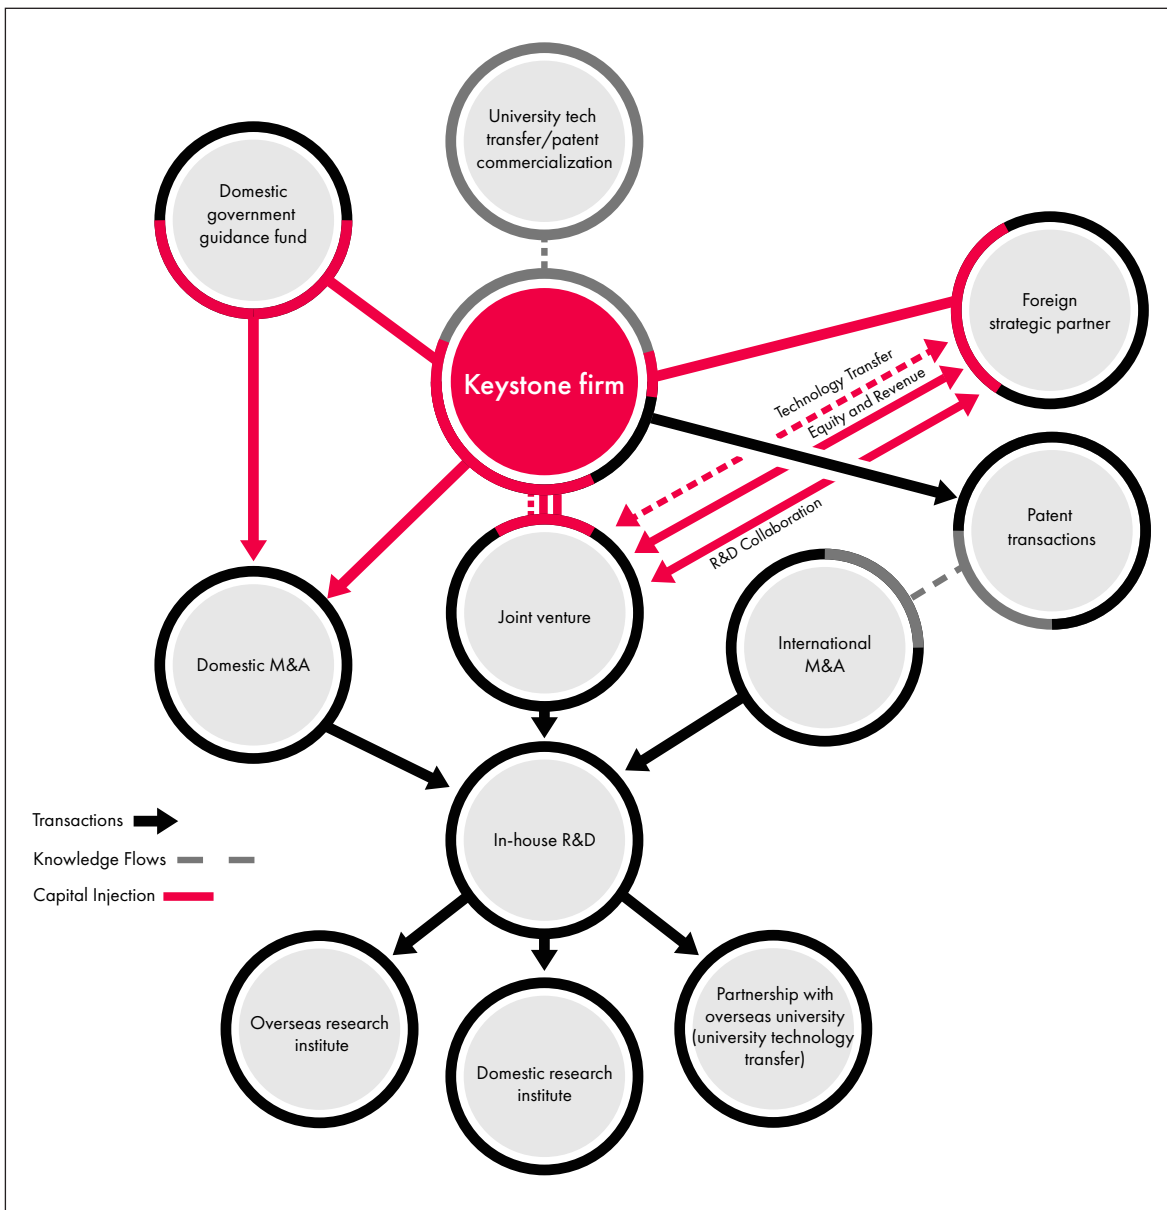 University tech
transfer/patent
commercialization
Domestic
government
guidance fund
Foreign
strategic partner
Keystone firm
Technology Transfer
Equity and Revenue
R&D Collaboration
Patent
transactions
Joint venture
International
M&A
Domestic M&A
Transactions
Knowledge Flows
Capital Injection
In-house R&D
Overseas research
institute
Domestic research
institute
Partnership with
overseas university
(university technology
transfer)